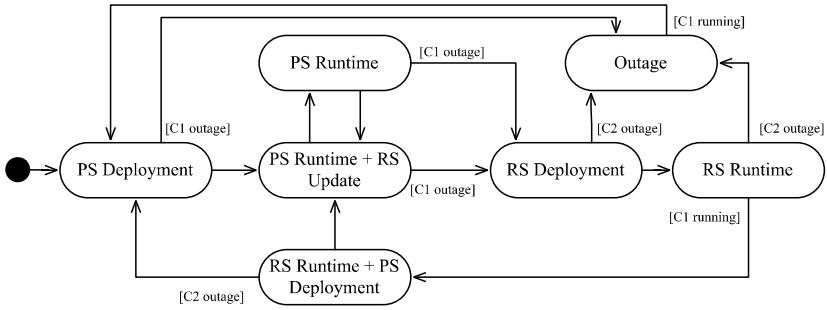 [C1 running]
PS Runtime
[C1 outage]
Outage
[C1 outage]
[C2 outage]
[C2 outage]
PS Deployment
PS Runtime + RS
Update
RS Deployment
RS Runtime
[C1 outage]
[C1 running]
RS Runtime + PS
Deployment
[C2 outage]